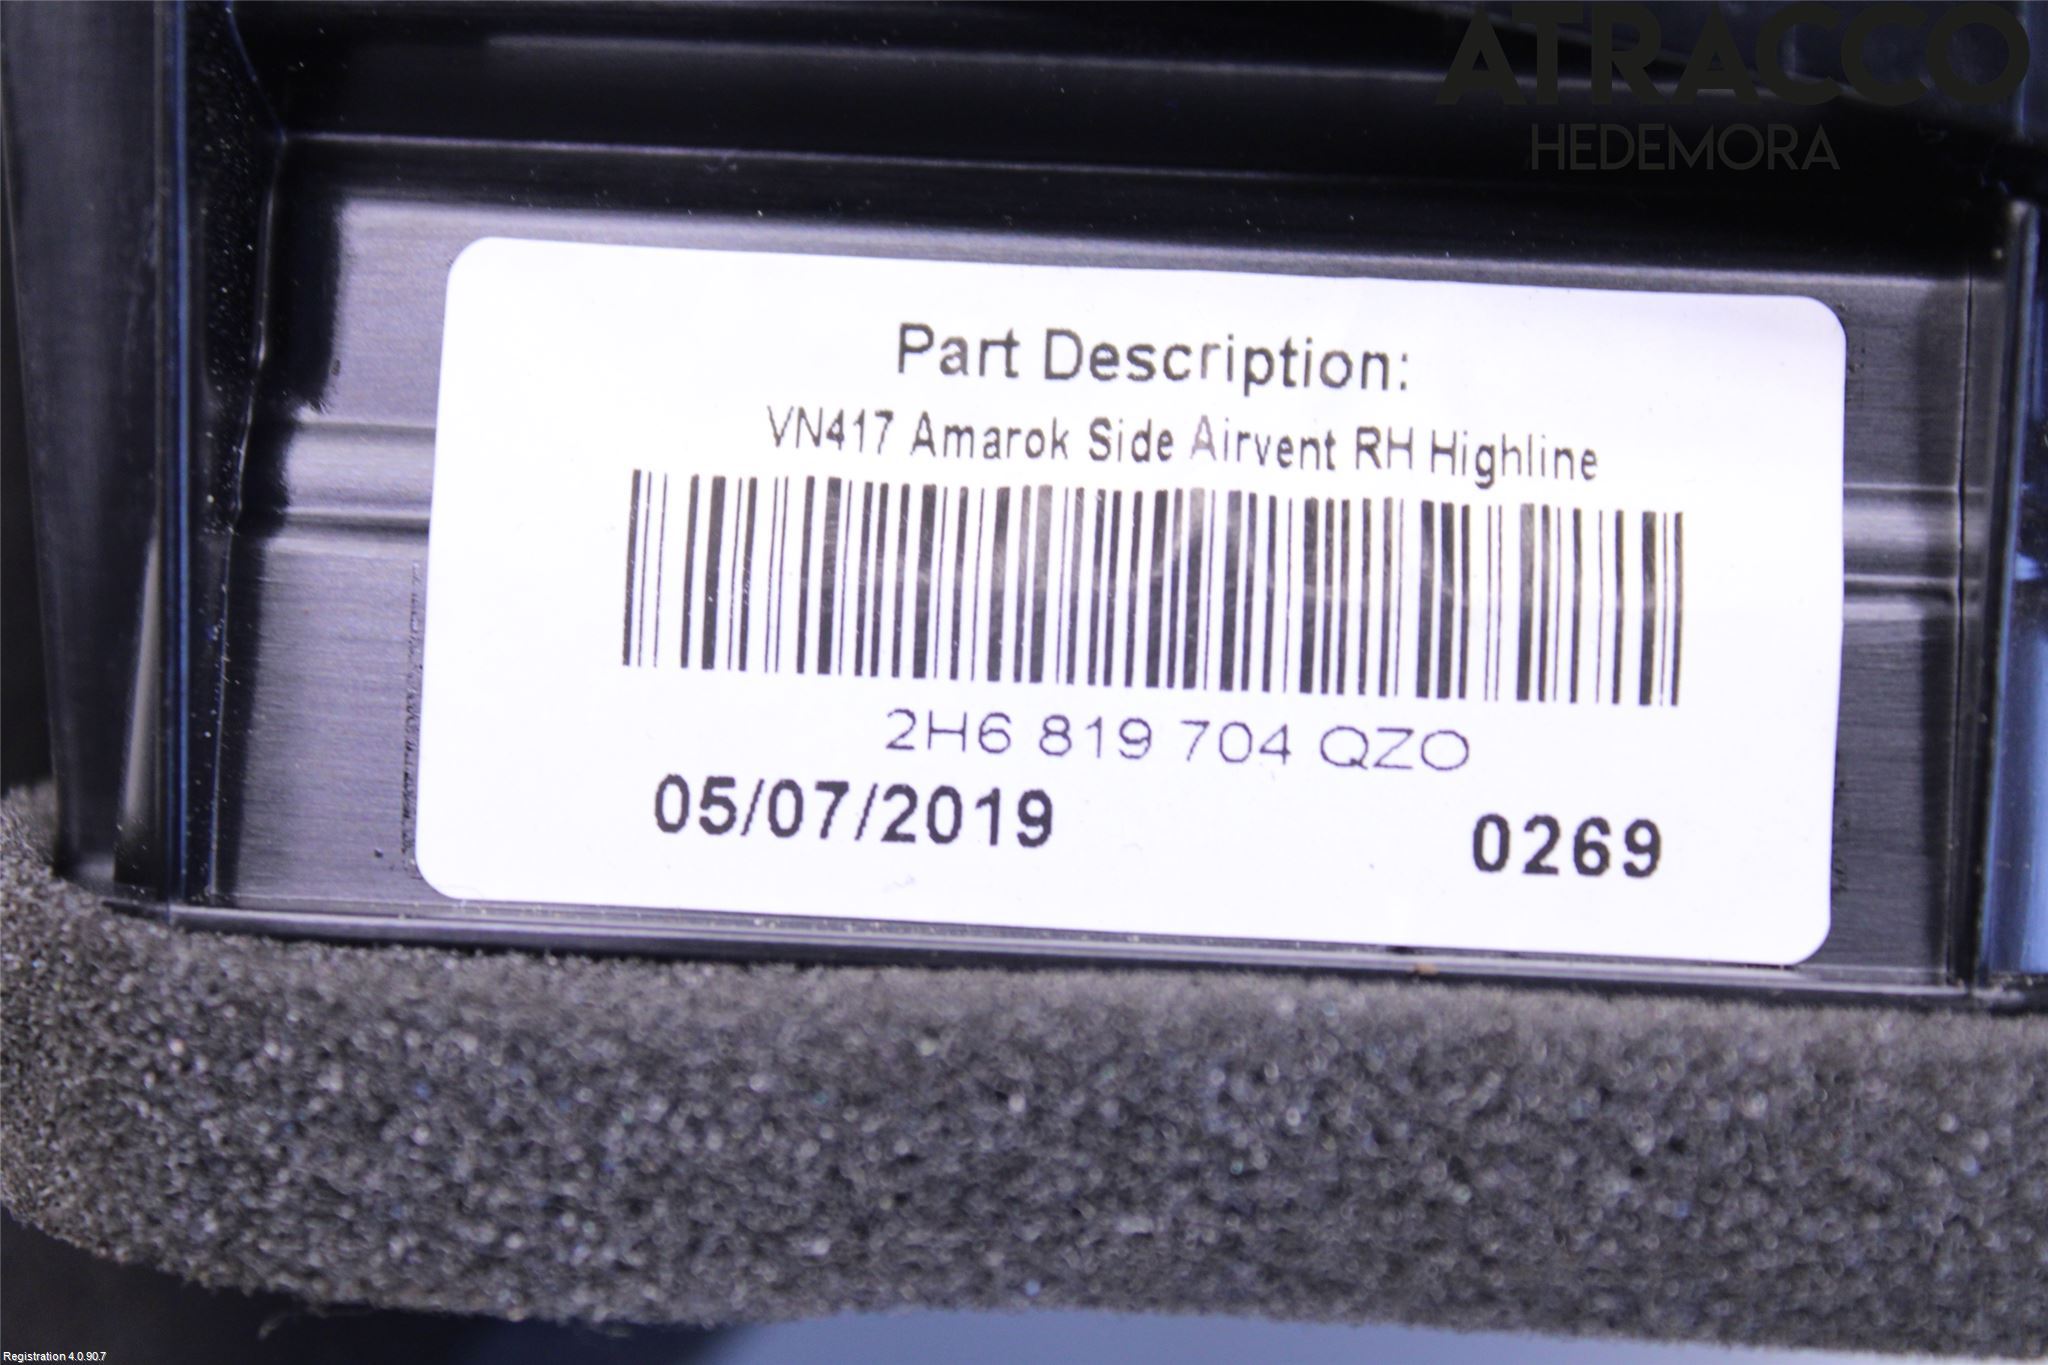 ATRACCO
HEDEMORA
Part Description:
VN417 Amarok Side Airvent RH Highline
2H6 819 704 QZO
05/07/2019 0269
Registration 4.0.90.7